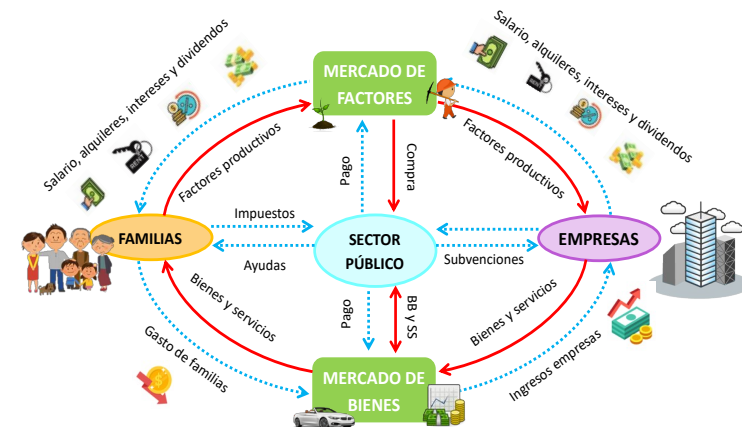 Salario, alquileres, intereses y dividendos
Salario, alquileres, intereses y dividendos
MERCADO DE
FACTORES
Factores productivos
Pago
Compra
Factores productivos
RENT
RENT
FAMILIAS
Impuestos
Ayudas
SECTOR
PÚBLICO
Subvenciones
EMPRESAS
Bienes y servicios
Gasto de familias
Pago
BB y SS
Bienes y servicios
Ingresos empresas
MERCADO DE
BIENES